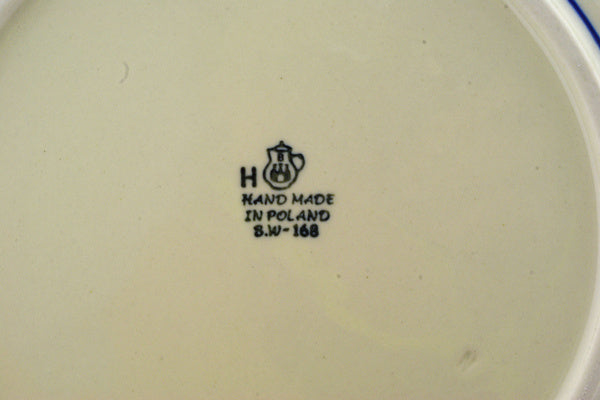 B
H
HAND MADE
IN POLAND
B.W-168